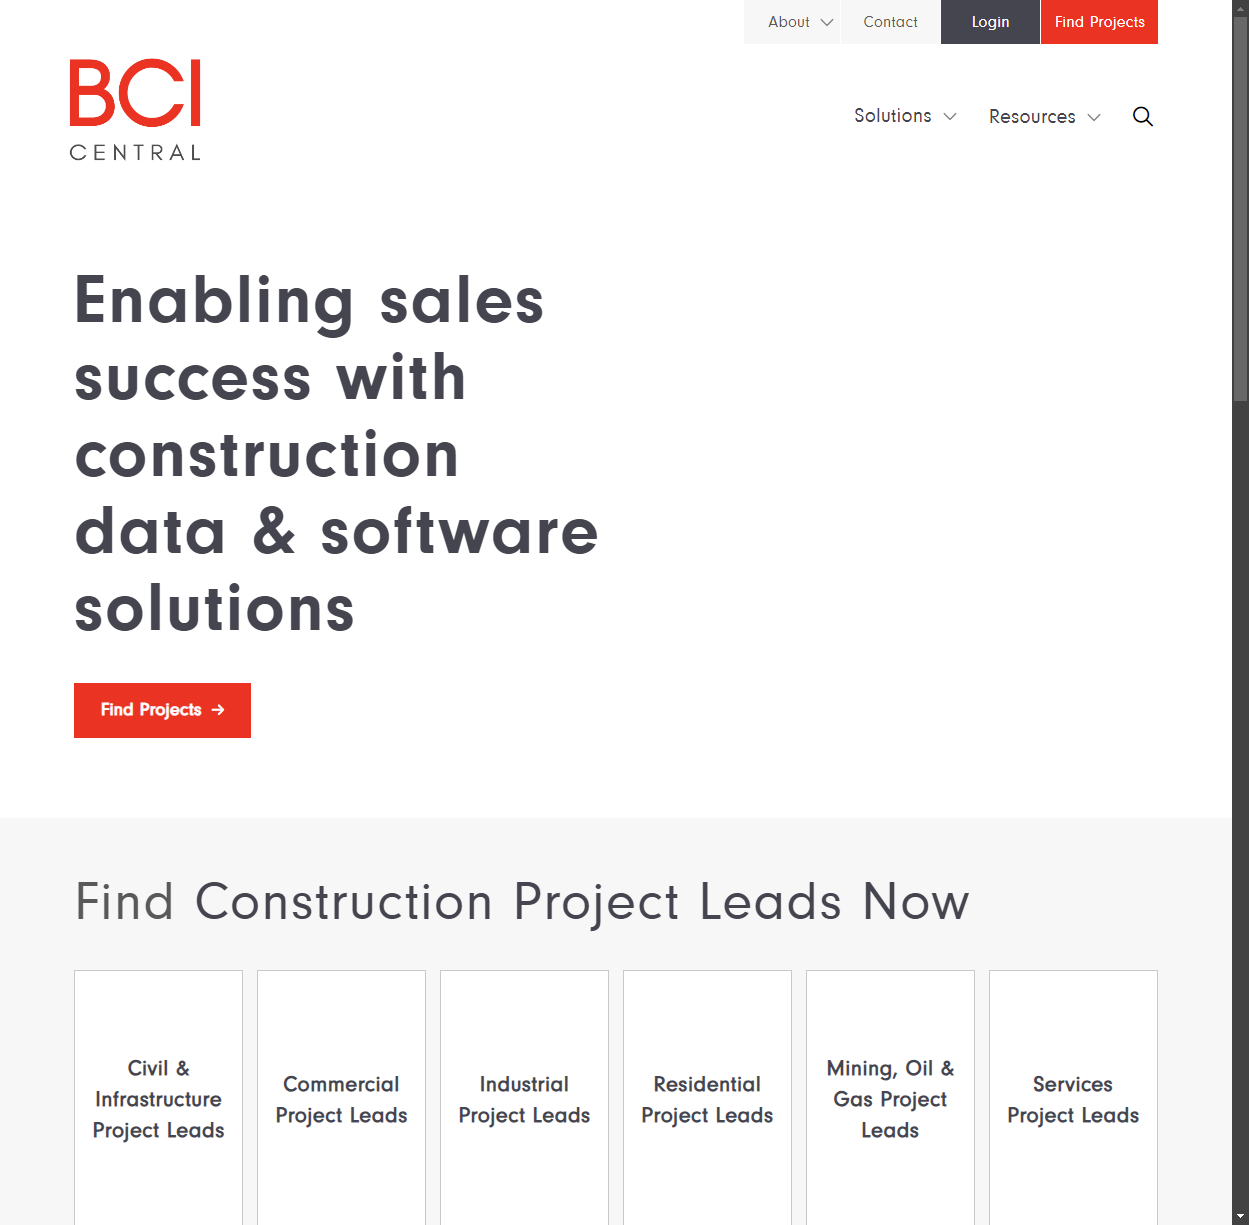 About
Contact
Login
Find Projects
BCI
CENTRAL
Solutions
Resources
Enabling sales
success with
construction
data & software
solutions
Find Projects →
Find Construction Project Leads Now
Civil &
Infrastructure
Project Leads
Commercial
Project Leads
Industrial
Project Leads
Residential
Project Leads
Mining, Oil &
Gas Project
Leads
Services
Project Leads